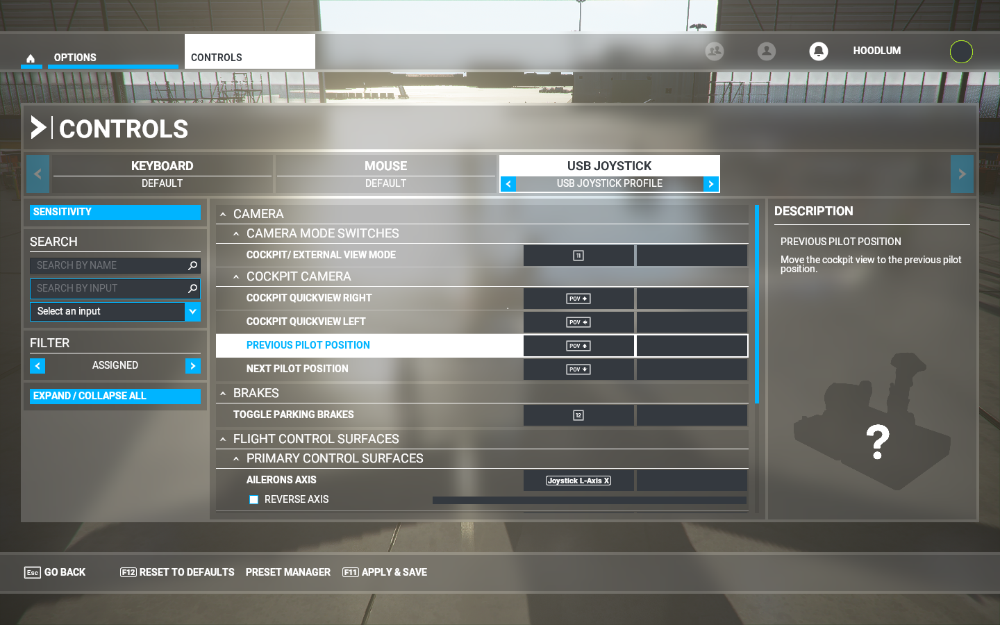 OPTIONS
CONTROLS
HOODLUM
CONTROLS
KEYBOARD
DEFAULT
MOUSE
DEFAULT
USB JOYSTICK
USB JOYSTICK PROFILE
SENSITIVITY
SEARCH
SEARCH BY NAME
SEARCH BY INPUT
Select an input
FILTER
ASSIGNED
EXPAND / COLLAPSE ALL
CAMERA
CAMERA MODE SWITCHES
COCKPIT/ EXTERNAL VIEW MODE
11
COCKPIT CAMERA
COCKPIT QUICKVIEW RIGHT
POV
COCKPIT QUICKVIEW LEFT
POV
PREVIOUS PILOT POSITION
POV
NEXT PILOT POSITION
POV
BRAKES
TOGGLE PARKING BRAKES
12
FLIGHT CONTROL SURFACES
PRIMARY CONTROL SURFACES
AILERONS AXIS
Joystick L-Axis X
REVERSE AXIS
DESCRIPTION
PREVIOUS PILOT POSITION
Move the cockpit view to the previous pilot
position.
?
Esc GO BACK
F12 RESET TO DEFAULTS
PRESET MANAGER
F11 APPLY & SAVE